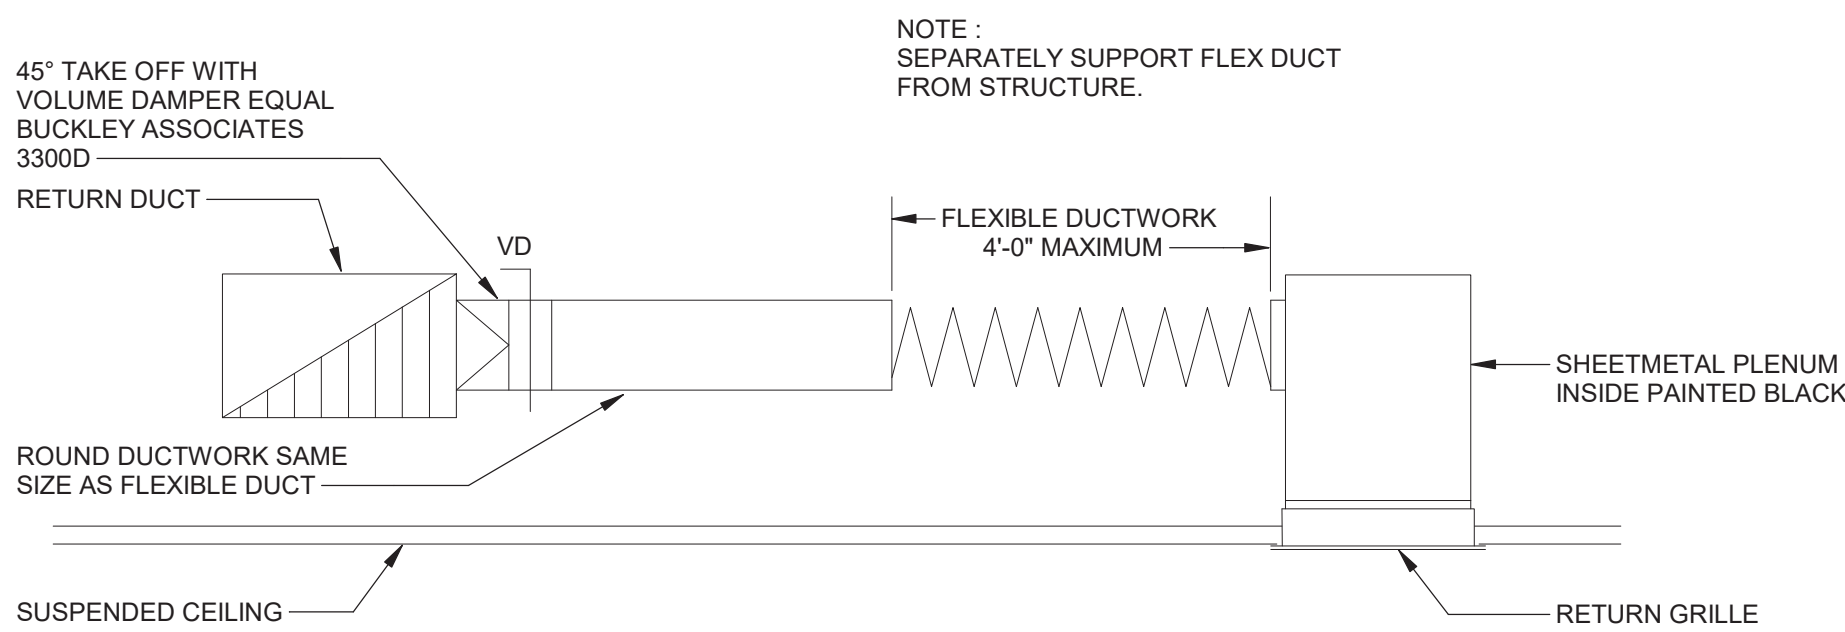 NOTE :
SEPARATELY SUPPORT FLEX DUCT
FROM STRUCTURE.
45° TAKE OFF WITH
VOLUME DAMPER EQUAL
BUCKLEY ASSOCIATES
3300D
RETURN DUCT
VD
FLEXIBLE DUCTWORK
4'-0" MAXIMUM
SHEETMETAL PLENUM
INSIDE PAINTED BLACK
ROUND DUCTWORK SAME
SIZE AS FLEXIBLE DUCT
SUSPENDED CEILING
RETURN GRILLE